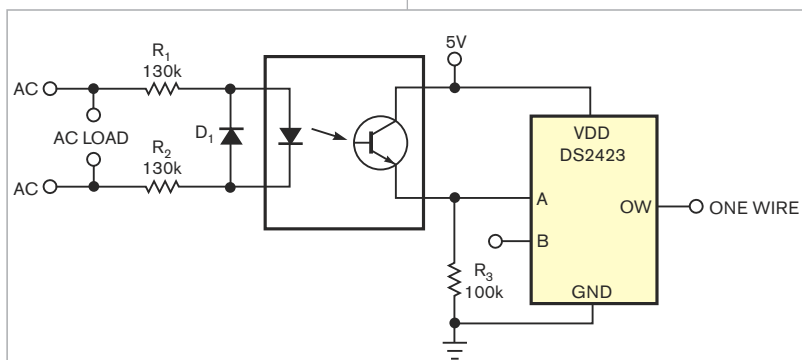 AC
R1
130k
AC LOAD
D1
R2
130k
AC
5V
VDD
DS2423
A
B
OW
GND
ONE WIRE
R3
100k